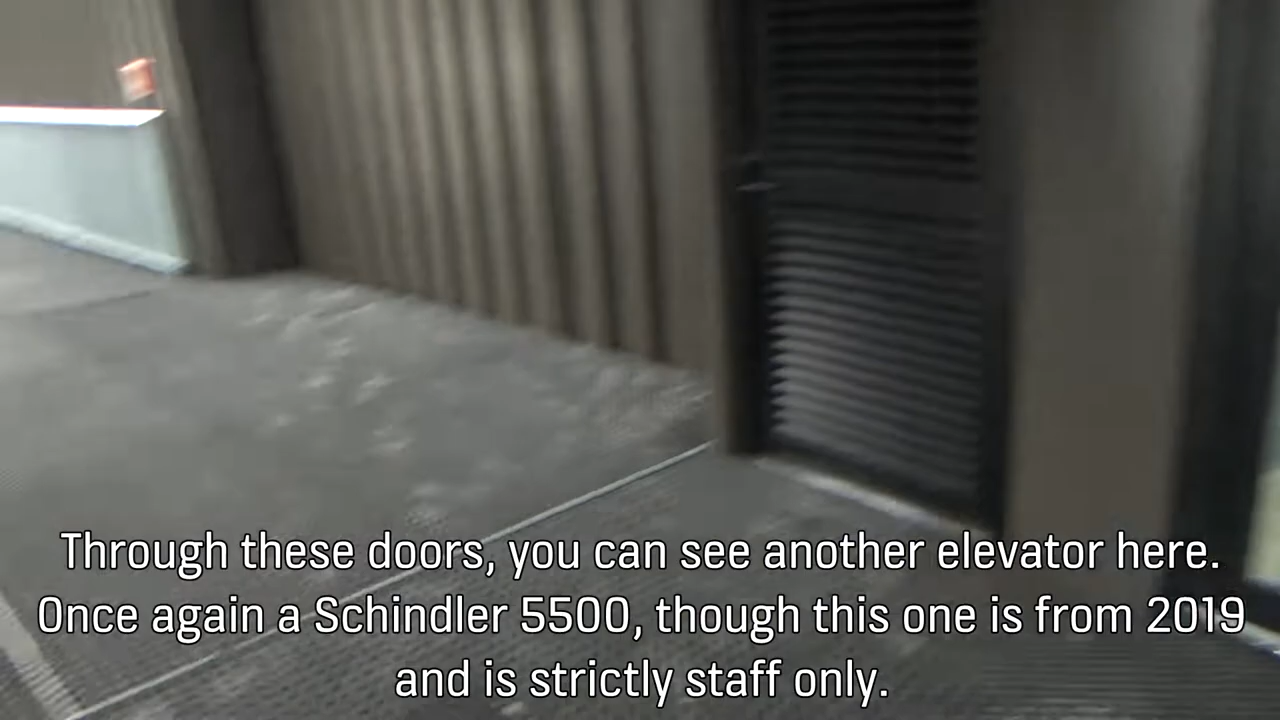 Through these doors, you can see another elevator here.
Once again a Schindler 5500, though this one is from 2019
and is strictly staff only.